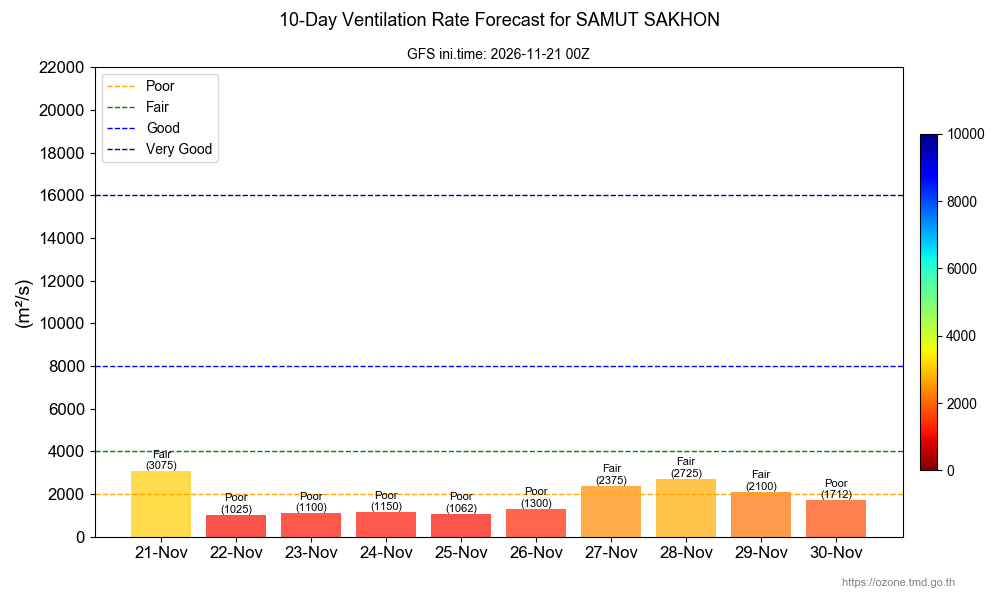 10-Day Ventilation Rate Forecast for SAMUT SAKHON
GFS ini.time: 2026-11-21 00Z
(m²/s)
22000
20000
18000
16000
14000
12000
10000
8000
6000
4000
2000
0
Poor
Fair
Good
Very Good
Fair
(3075)
Poor
(1025)
Poor
(1100)
Poor
(1150)
Poor
(1062)
Poor
(1300)
Fair
(2375)
Fair
(2725)
Fair
(2100)
Poor
(1712)
21-Nov
22-Nov
23-Nov
24-Nov
25-Nov
26-Nov
27-Nov
28-Nov
29-Nov
30-Nov
10000
8000
6000
4000
2000
0
https://ozone.tmd.go.th